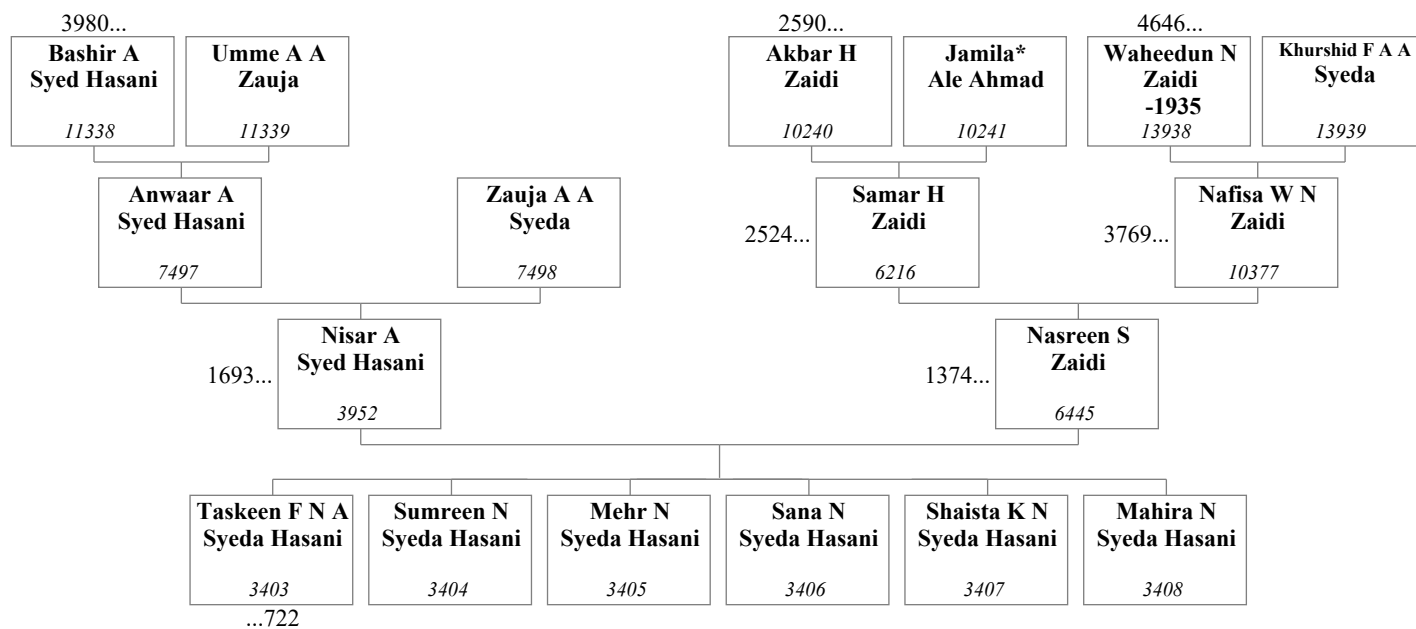 3980...
2590...
4646...
Bashir A
Syed Hasani
11338
Umme A A
Zauja
11339
Akbar H
Zaidi
10240
Jamila*
Ale Ahmad
10241
Waheedun N
Zaidi
-1935
13938
Khurshid F A A
Syeda
13939
Anwaar A
Syed Hasani
7497
Zauja A A
Syeda
7498
2524...
Samar H
Zaidi
6216
3769...
Nafisa W N
Zaidi
10377
1693...
Nisar A
Syed Hasani
3952
1374...
Nasreen S
Zaidi
6445
Taskeen F N A
Syeda Hasani
3403
Sumreen N
Syeda Hasani
3404
Mehr N
Syeda Hasani
3405
Sana N
Syeda Hasani
3406
Shaista K N
Syeda Hasani
3407
Mahira N
Syeda Hasani
3408
...722